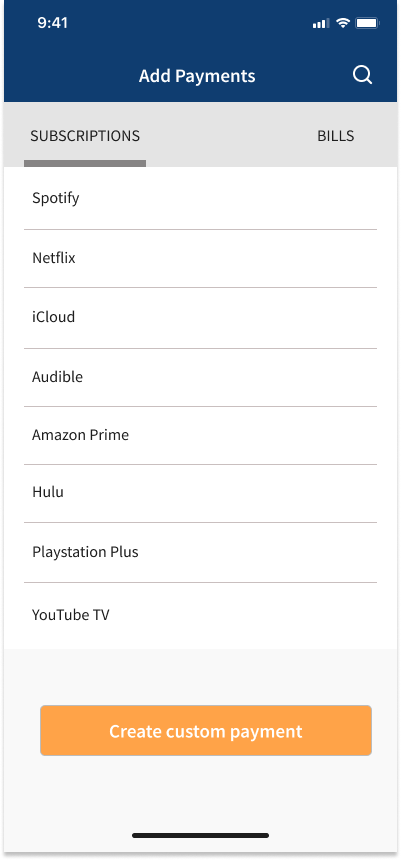 9:41
Add Payments
SUBSCRIPTIONS BILLS
Spotify
Netflix
iCloud
Audible
Amazon Prime
Hulu
Playstation Plus
YouTube TV
Create custom payment